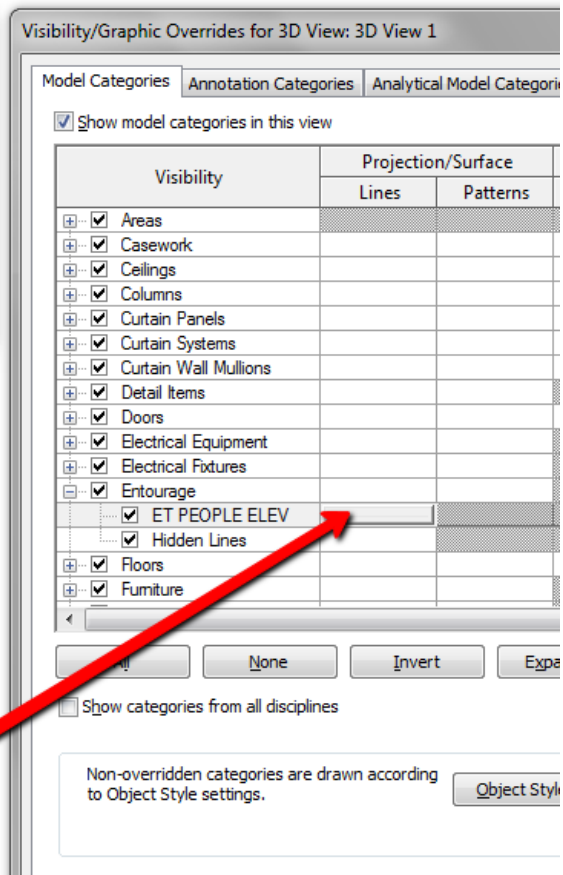 Visibility/Graphic Overrides for 3D View: 3D View 1
Model Categories Annotation Categories Analytical Model Categori
Show model categories in this view
Visibility Projection/Surface
Lines Patterns
Areas
Casework
Ceilings
Columns
Curtain Panels
Curtain Systems
Curtain Wall Mullions
Detail Items
Doors
Electrical Equipment
Electrical Fixtures
Entourage
ET PEOPLE ELEV
Hidden Lines
Floors
Furniture
All None Invert Expa
Show categories from all disciplines
Non-overridden categories are drawn according
to Object Style settings. Object Styl